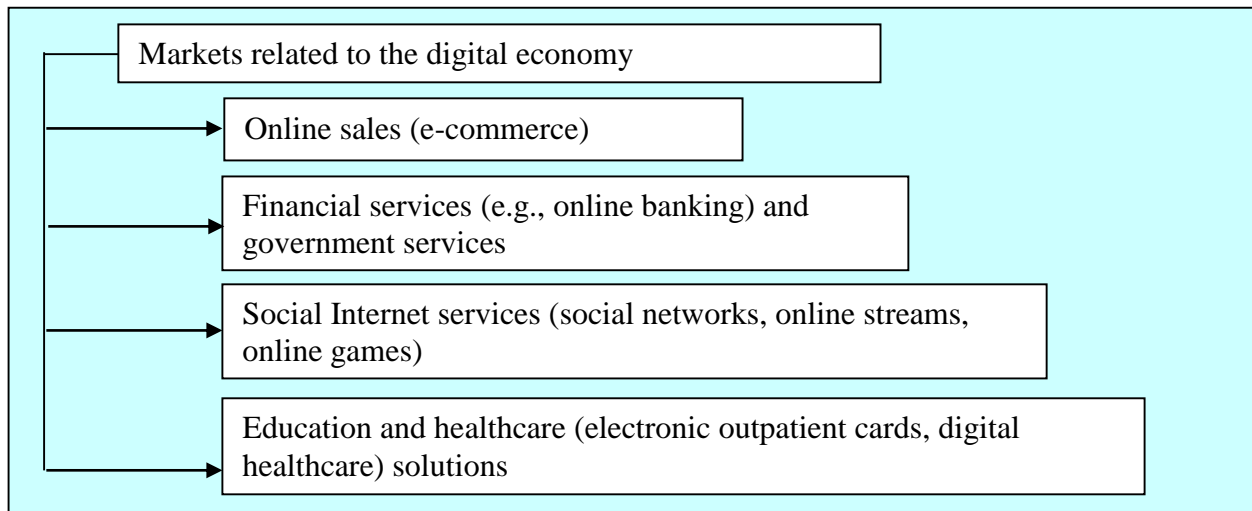 Markets related to the digital economy
Online sales (e-commerce)
Financial services (e.g., online banking) and
government services
Social Internet services (social networks, online streams,
online games)
Education and healthcare (electronic outpatient cards, digital
healthcare) solutions